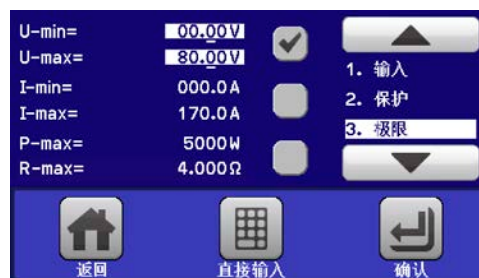 U-min= 00.00V
U-max= 80.00V
I-min= 000.0A
I-max= 170.0A
P-max= 5000W
R-max= 4.000Ω
1. 输入
2. 保护
3. 极限
返回
直接输入
确认